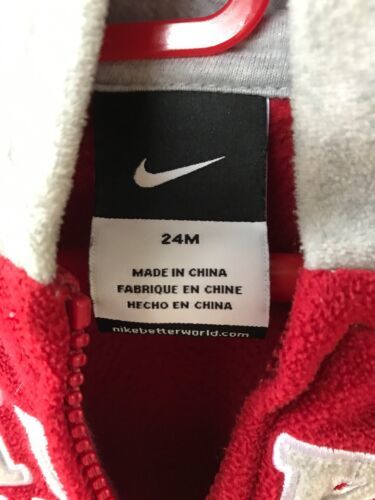 24M
MADE IN CHINA
FABRIQUE EN CHINE
HECHO EN CHINA
nikebetterworld.com